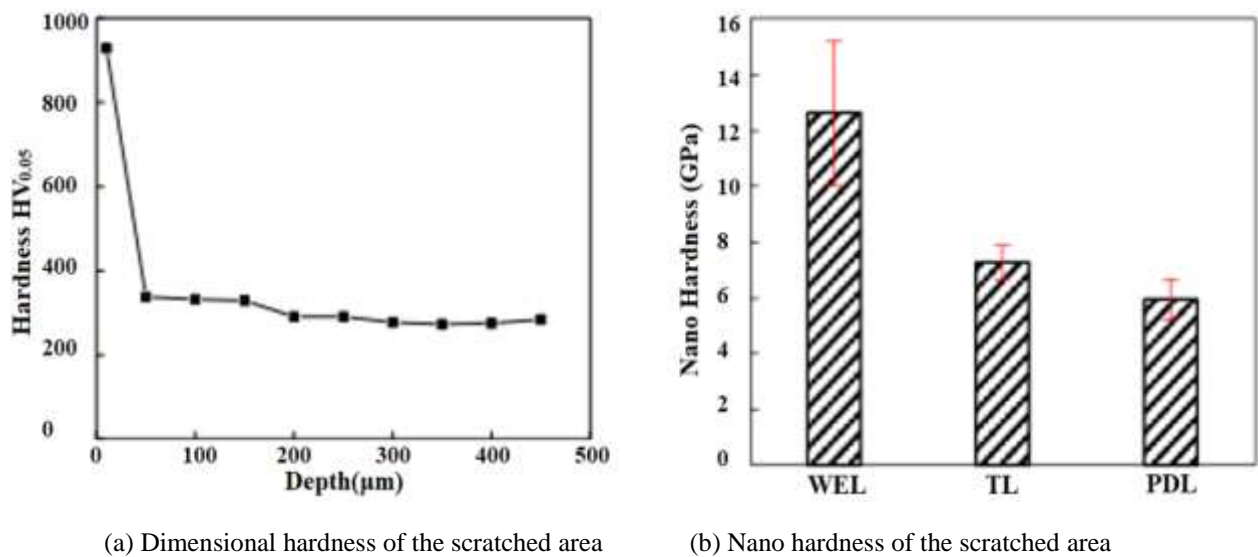 1000
800
600
400
200
0
0 100 200 300 400 500
Hardness HV0.05
Depth(μm)
16
14
12
10
8
6
4
2
0
Nano Hardness (GPa)
WEL TL PDL
(a) Dimensional hardness of the scratched area
(b) Nano hardness of the scratched area